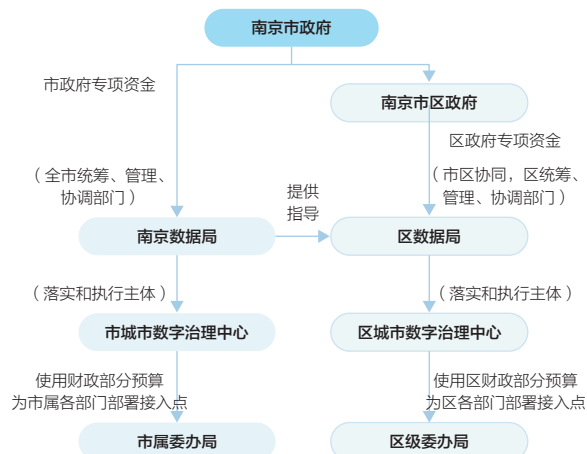 南京市政府
市政府专项资金
南京市区政府
区政府专项资金
（全市统筹、管理、
协调部门）
（市区协同，区统筹、
管理、协调部门）
提供
指导
南京数据局
区数据局
（落实和执行主体）
（落实和执行主体）
市城市数字治理中心
区城市数字治理中心
使用财政部分预算
为市属各部门部署接入点
使用区财政部分预算
为区各部门部署接入点
市属委办局
区级委办局